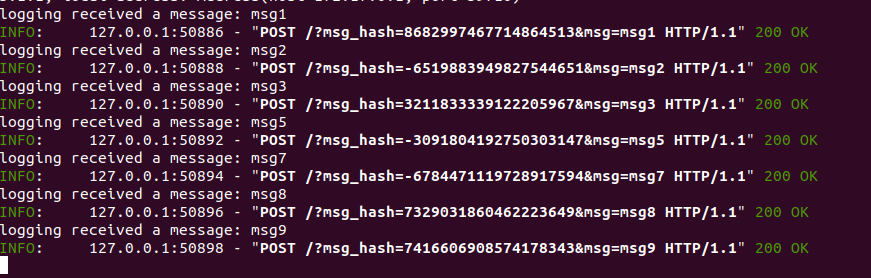 logging received a message: msg1
INFO:     127.0.0.1:50886 - "POST /?msg_hash=8682997467714864513&msg=msg1 HTTP/1.1" 200 OK
logging received a message: msg2
INFO:     127.0.0.1:50888 - "POST /?msg_hash=-6519883949827544651&msg=msg2 HTTP/1.1" 200 OK
logging received a message: msg3
INFO:     127.0.0.1:50890 - "POST /?msg_hash=3211833339122205967&msg=msg3 HTTP/1.1" 200 OK
logging received a message: msg5
INFO:     127.0.0.1:50892 - "POST /?msg_hash=-3091804192750303147&msg=msg5 HTTP/1.1" 200 OK
logging received a message: msg7
INFO:     127.0.0.1:50894 - "POST /?msg_hash=-6784471119728917594&msg=msg7 HTTP/1.1" 200 OK
logging received a message: msg8
INFO:     127.0.0.1:50896 - "POST /?msg_hash=7329031860462223649&msg=msg8 HTTP/1.1" 200 OK
logging received a message: msg9
INFO:     127.0.0.1:50898 - "POST /?msg_hash=7416606908574178343&msg=msg9 HTTP/1.1" 200 OK